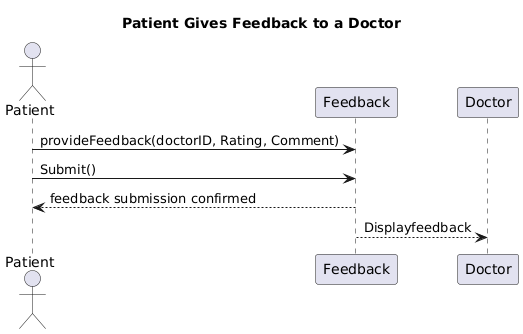 Patient Gives Feedback to a Doctor
Patient
Feedback
Doctor
provideFeedback(doctorID, Rating, Comment)
Submit()
feedback submission confirmed
Displayfeedback
Patient
Feedback
Doctor